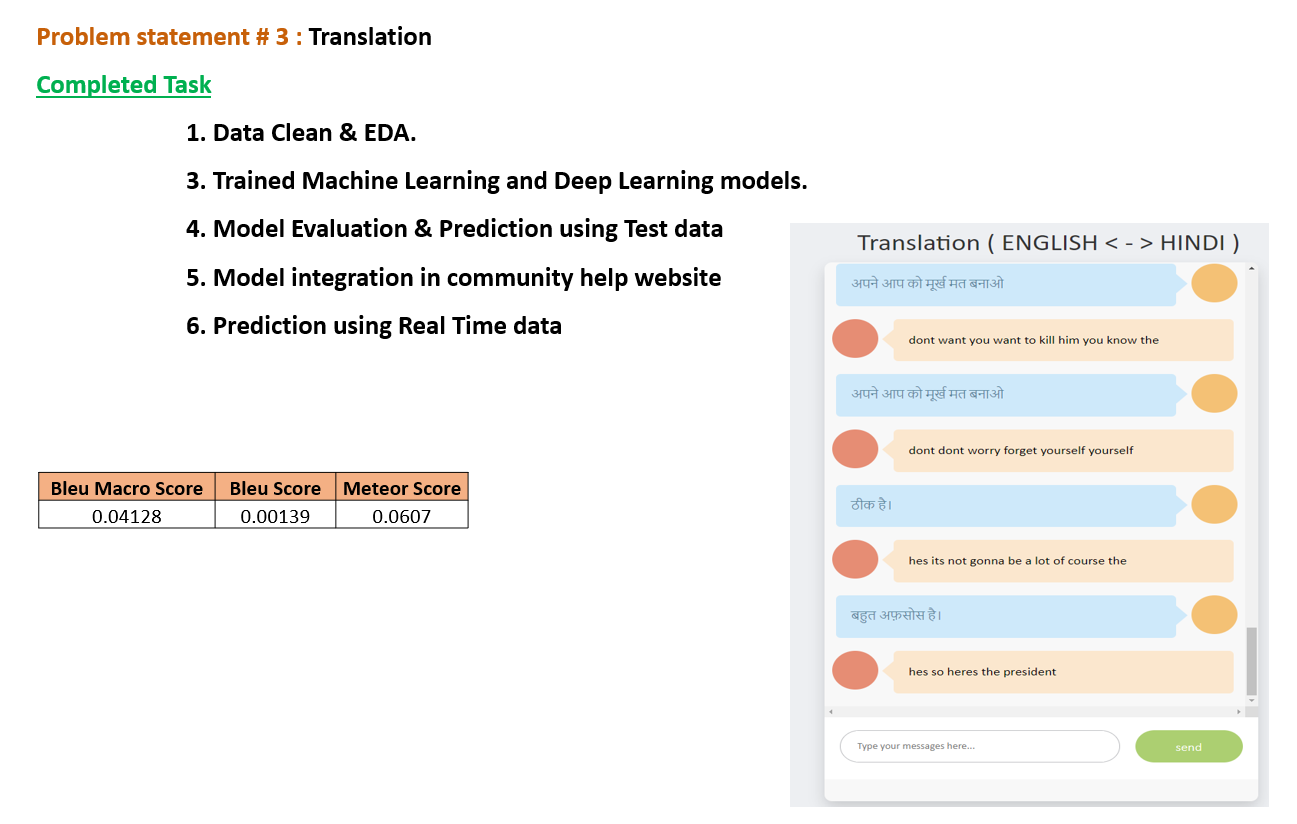 Problem statement # 3 : Translation
Completed Task
1. Data Clean & EDA.
3. Trained Machine Learning and Deep Learning models.
4. Model Evaluation & Prediction using Test data
5. Model integration in community help website
6. Prediction using Real Time data
Bleu Macro Score Bleu Score Meteor Score
0.04128 0.00139 0.0607
Translation ( ENGLISH < - > HINDI )
अपने आप को मूर्ख मत बनाओ
dont want you want to kill him you know the
अपने आप को मूर्ख मत बनाओ
dont dont worry forget yourself yourself
ठीक है।
hes its not gonna be a lot of course the
बहुत अफ़सोस है।
hes so heres the president
Type your messages here...
send